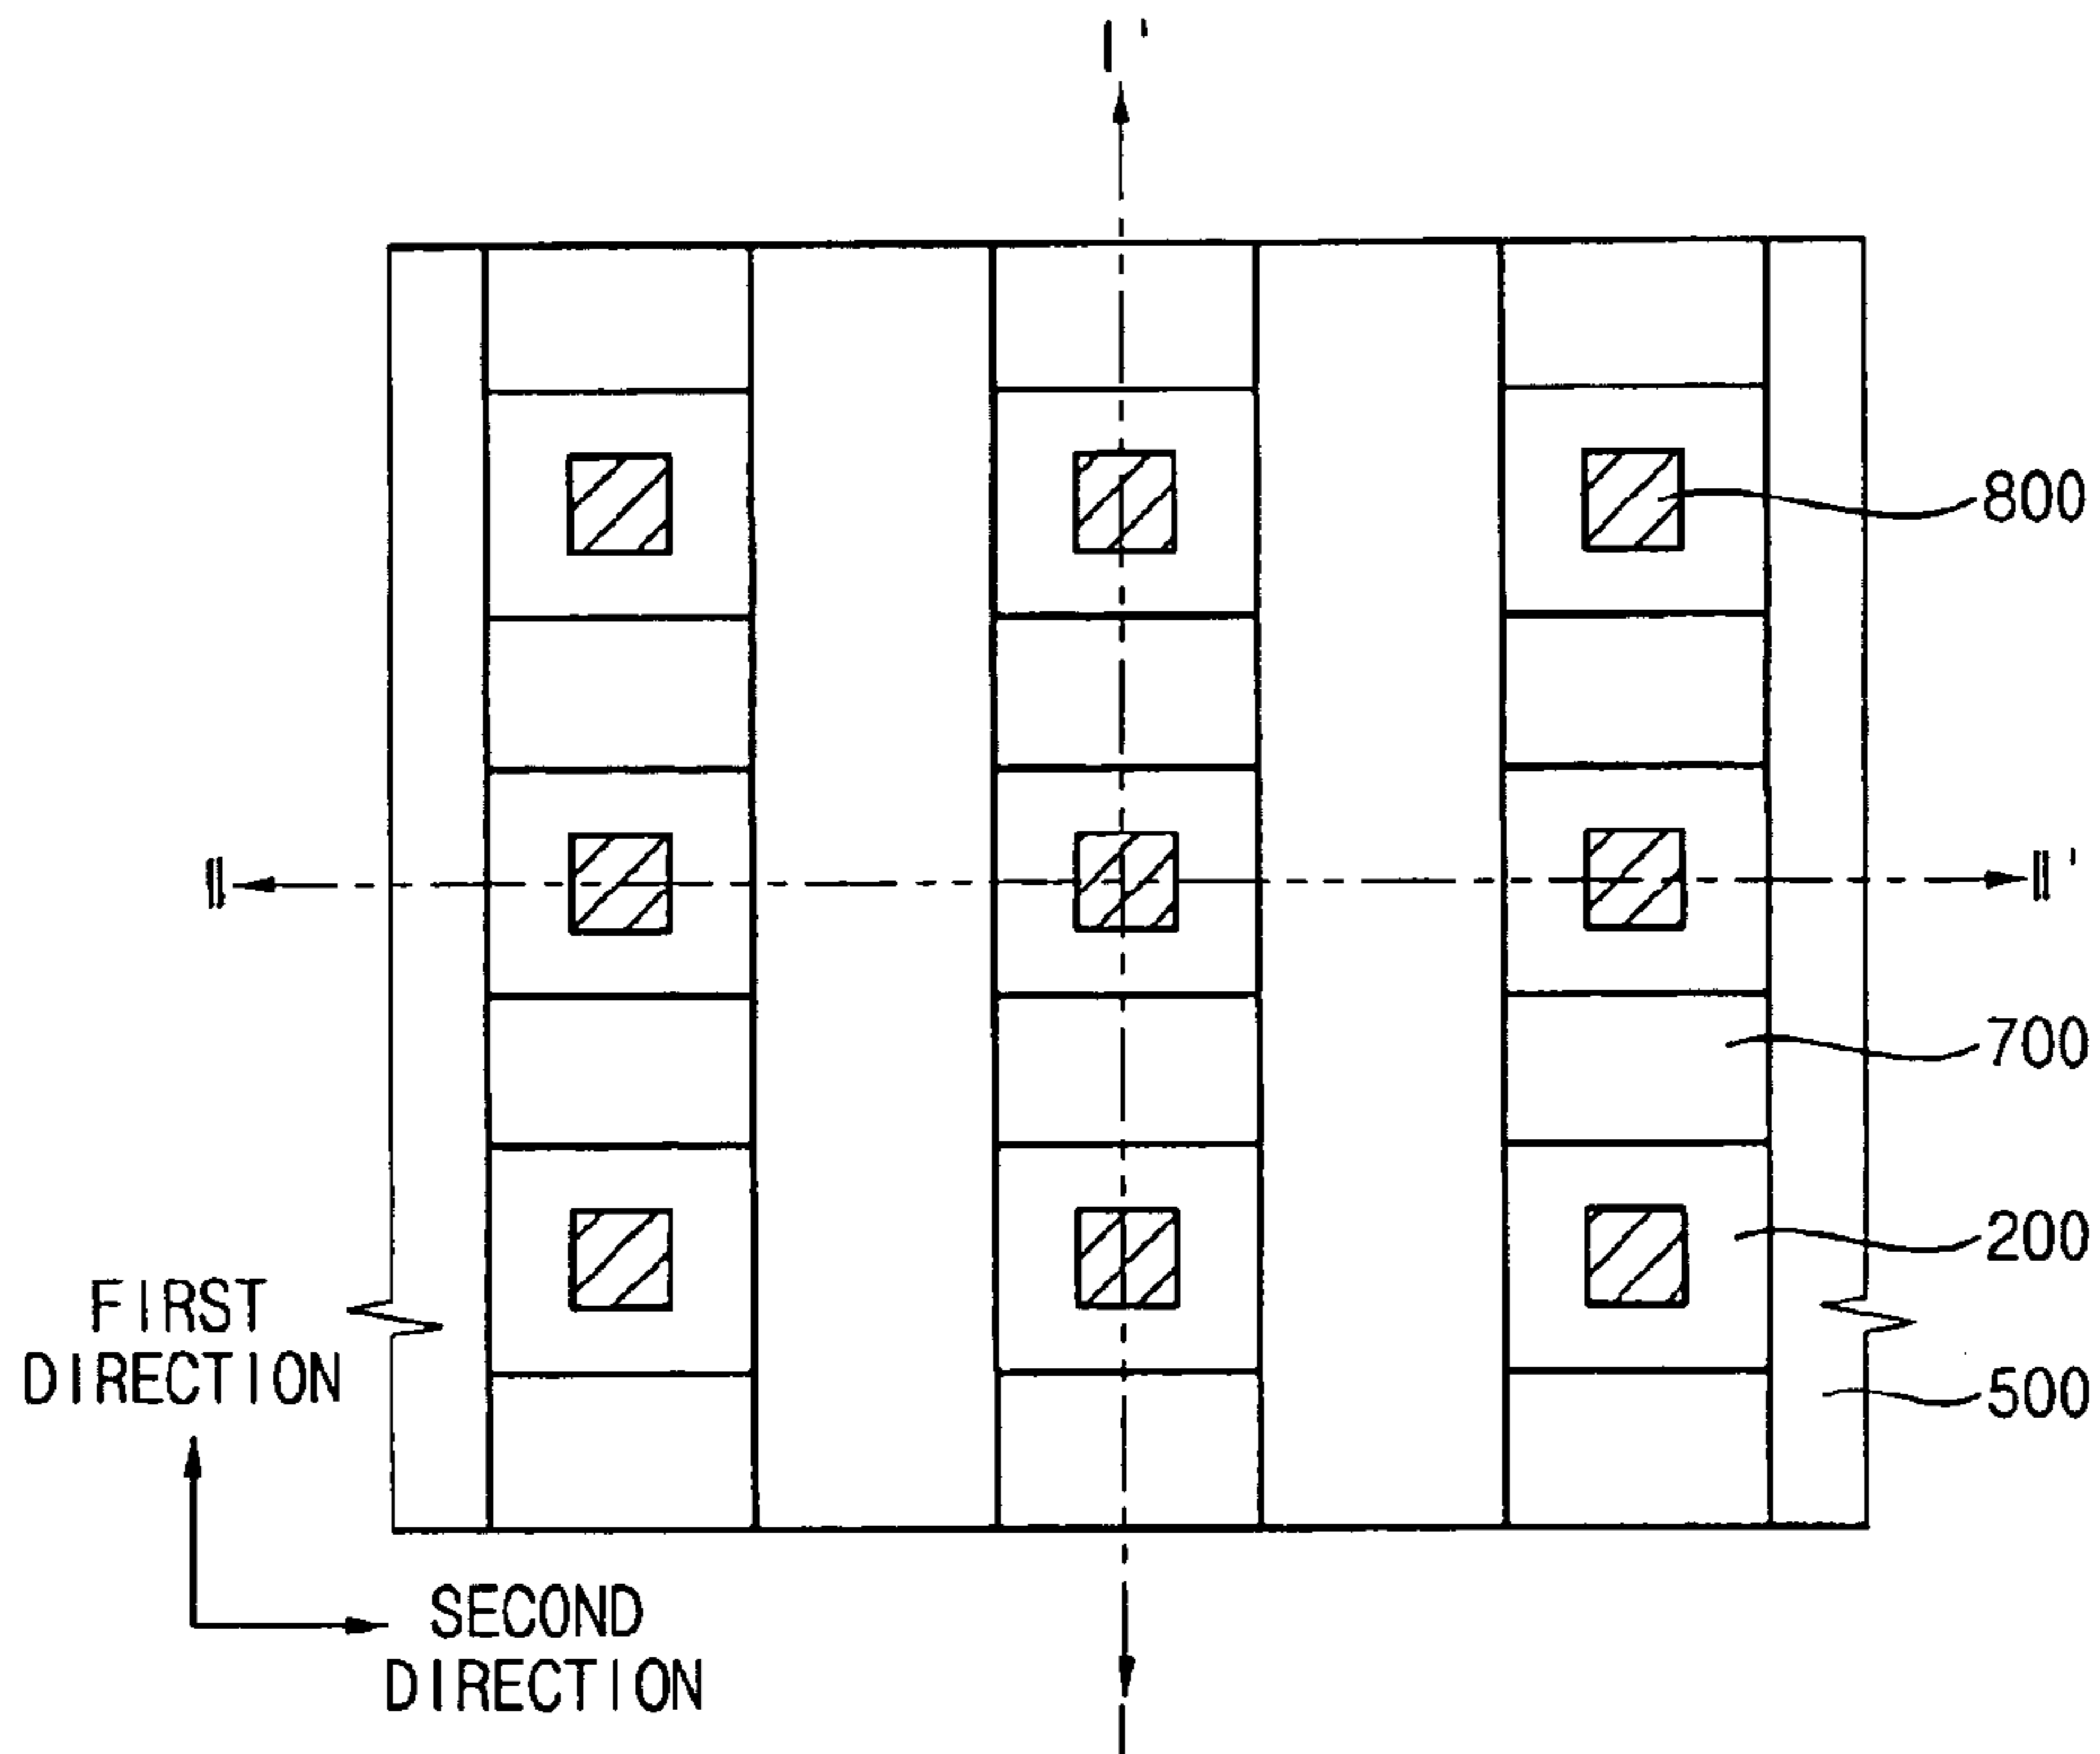 I'
800
II
II'
700
200
FIRST
DIRECTION
500
SECOND
DIRECTION
I